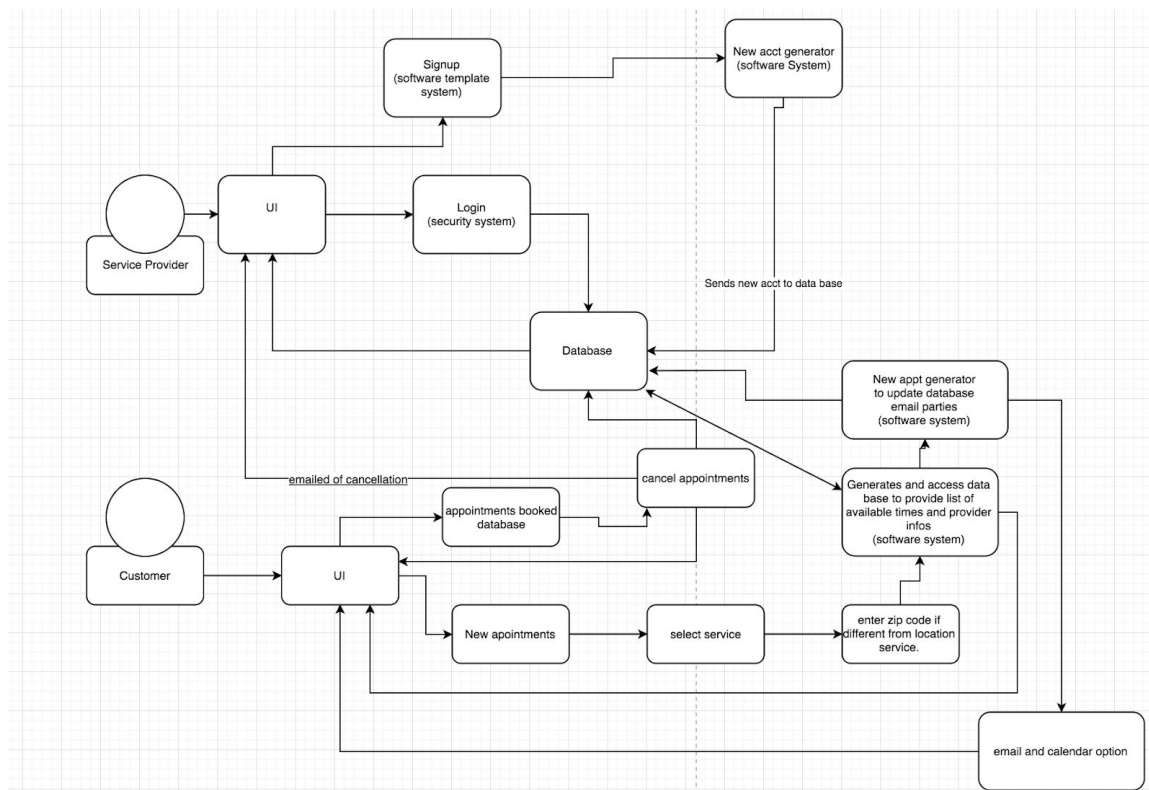 Signup
(software template
system)
New acct generator
(software System)
UI
Login
(security system)
Service Provider
Sends new acct to data base
Database
New appt generator
to update database
email parties
(software system)
emailed of cancellation
cancel appointments
Generates and access data
base to provide list of
available times and provider
infos
(software system)
appointments booked
database
Customer
UI
New apointments
select service
enter zip code if
different from location
service.
email and calendar option